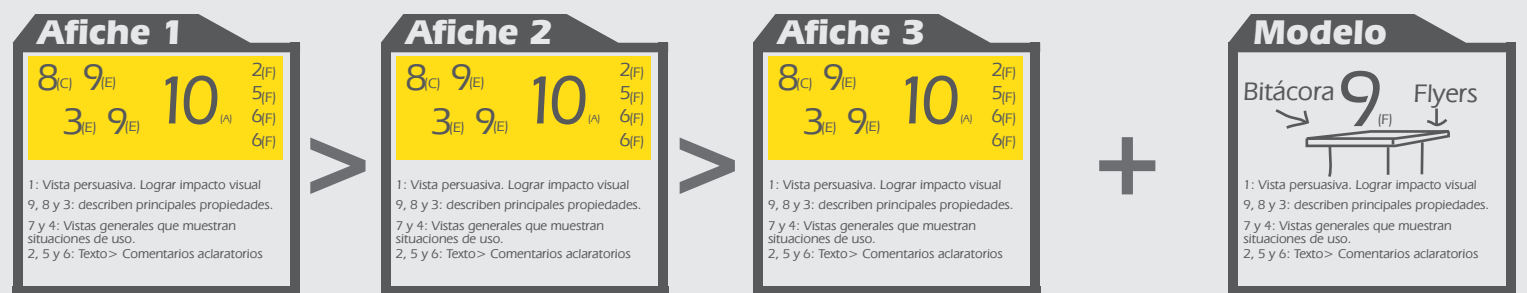 Afiche 1
8(C) 9(E) 10(A) 2(F)
5(F)
3(E) 9(E) 6(F)
6(F)
1: Vista persuasiva. Lograr impacto visual
9, 8 y 3: describen principales propiedades.
7 y 4: Vistas generales que muestran
situaciones de uso.
2, 5 y 6: Texto> Comentarios aclaratorios
>
Afiche 2
8(C) 9(E) 10(A) 2(F)
5(F)
3(E) 9(E) 6(F)
6(F)
1: Vista persuasiva. Lograr impacto visual
9, 8 y 3: describen principales propiedades.
7 y 4: Vistas generales que muestran
situaciones de uso.
2, 5 y 6: Texto> Comentarios aclaratorios
>
Afiche 3
8(C) 9(E) 10(A) 2(F)
5(F)
3(E) 9(E) 6(F)
6(F)
1: Vista persuasiva. Lograr impacto visual
9, 8 y 3: describen principales propiedades.
7 y 4: Vistas generales que muestran
situaciones de uso.
2, 5 y 6: Texto> Comentarios aclaratorios
+
Modelo
Bitácora 9(F) Flyers
1: Vista persuasiva. Lograr impacto visual
9, 8 y 3: describen principales propiedades.
7 y 4: Vistas generales que muestran
situaciones de uso.
2, 5 y 6: Texto> Comentarios aclaratorios